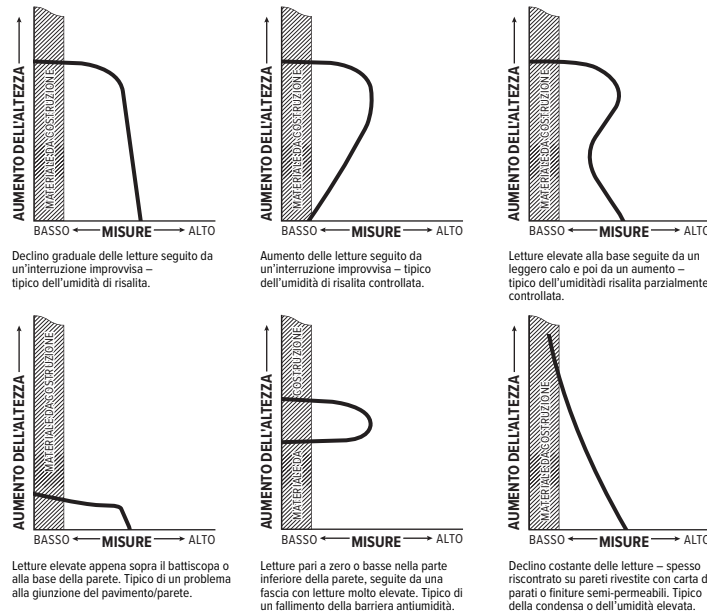 AUMENTO DELL'ALTEZZA
MATERIALE DA COSTRUZIONE
BASSO MISURE ALTO
Declino graduale delle letture seguito da
un'interruzione improvvisa –
tipico dell'umidità di risalita.
AUMENTO DELL'ALTEZZA
MATERIALE DA COSTRUZIONE
BASSO MISURE ALTO
Aumento delle letture seguito da
un'interruzione improvvisa – tipico
dell'umidità di risalita controllata.
AUMENTO DELL'ALTEZZA
MATERIALE DA COSTRUZIONE
BASSO MISURE ALTO
Letture elevate alla base seguite da un
leggero calo e poi da un aumento –
tipico dell'umiditàdi risalita parzialmente
controllata.
AUMENTO DELL'ALTEZZA
MATERIALE DA COSTRUZIONE
BASSO MISURE ALTO
Letture elevate appena sopra il battiscopa o
alla base della parete. Tipico di un problema
alla giunzione del pavimento/parete.
AUMENTO DELL'ALTEZZA
MATERIALE DA COSTRUZIONE
BASSO MISURE ALTO
Letture pari a zero o basse nella parte
inferiore della parete, seguite da una
fascia con letture molto elevate. Tipico di
un fallimento della barriera antiumidità.
AUMENTO DELL'ALTEZZA
MATERIALE DA COSTRUZIONE
BASSO MISURE ALTO
Declino costante delle letture – spesso
riscontrato su pareti rivestite con carta d
parati o finiture semi-permeabili. Tipico
della condensa o dell'umidità elevata.